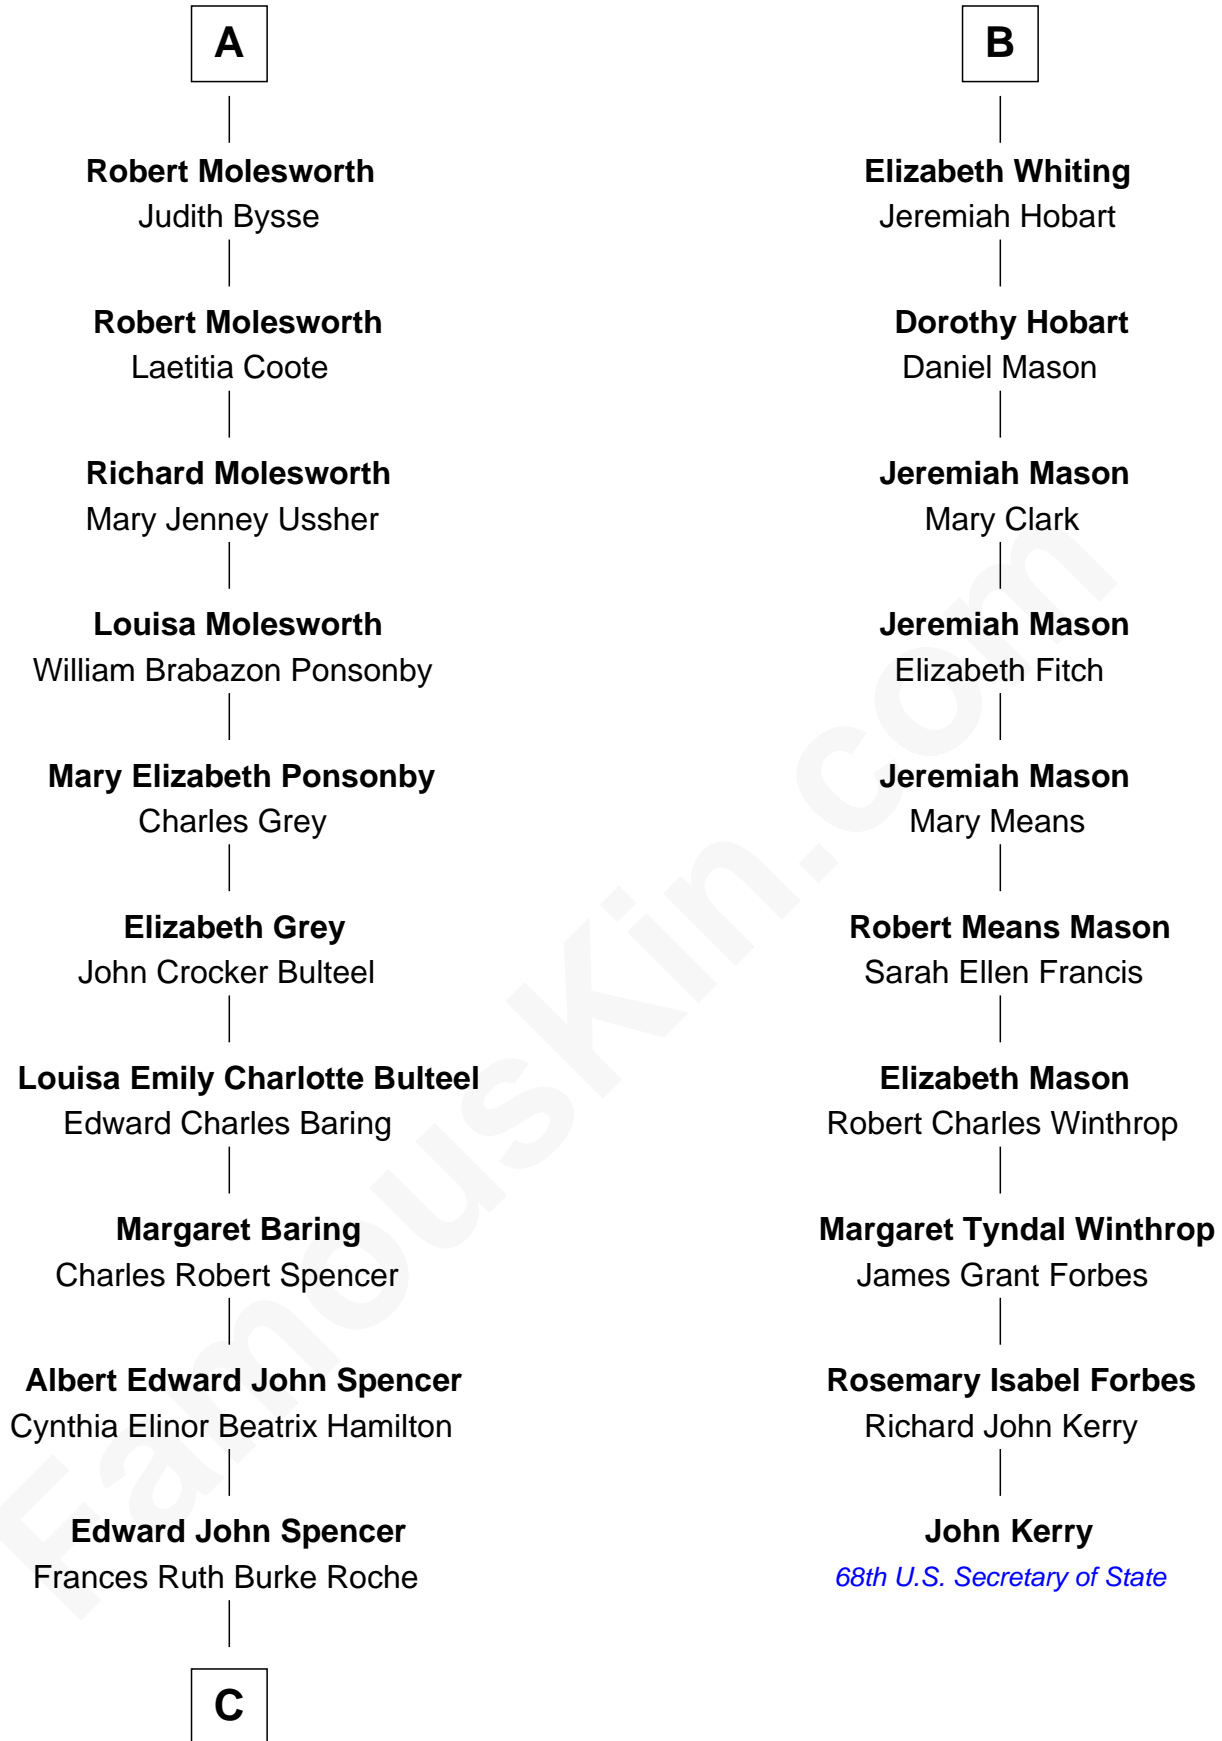 A
Robert Molesworth
Judith Bysse
Robert Molesworth
Laetitia Coote
Richard Molesworth
Mary Jenney Ussher
Louisa Molesworth
William Brabazon Ponsonby
Mary Elizabeth Ponsonby
Charles Grey
Elizabeth Grey
John Crocker Bulteel
Louisa Emily Charlotte Bulteel
Edward Charles Baring
Margaret Baring
Charles Robert Spencer
Albert Edward John Spencer
Cynthia Elinor Beatrix Hamilton
Edward John Spencer
Frances Ruth Burke Roche
C
B
Elizabeth Whiting
Jeremiah Hobart
Dorothy Hobart
Daniel Mason
Jeremiah Mason
Mary Clark
Jeremiah Mason
Elizabeth Fitch
Jeremiah Mason
Mary Means
Robert Means Mason
Sarah Ellen Francis
Elizabeth Mason
Robert Charles Winthrop
Margaret Tyndal Winthrop
James Grant Forbes
Rosemary Isabel Forbes
Richard John Kerry
John Kerry
68th U.S. Secretary of State
FamousKin.com